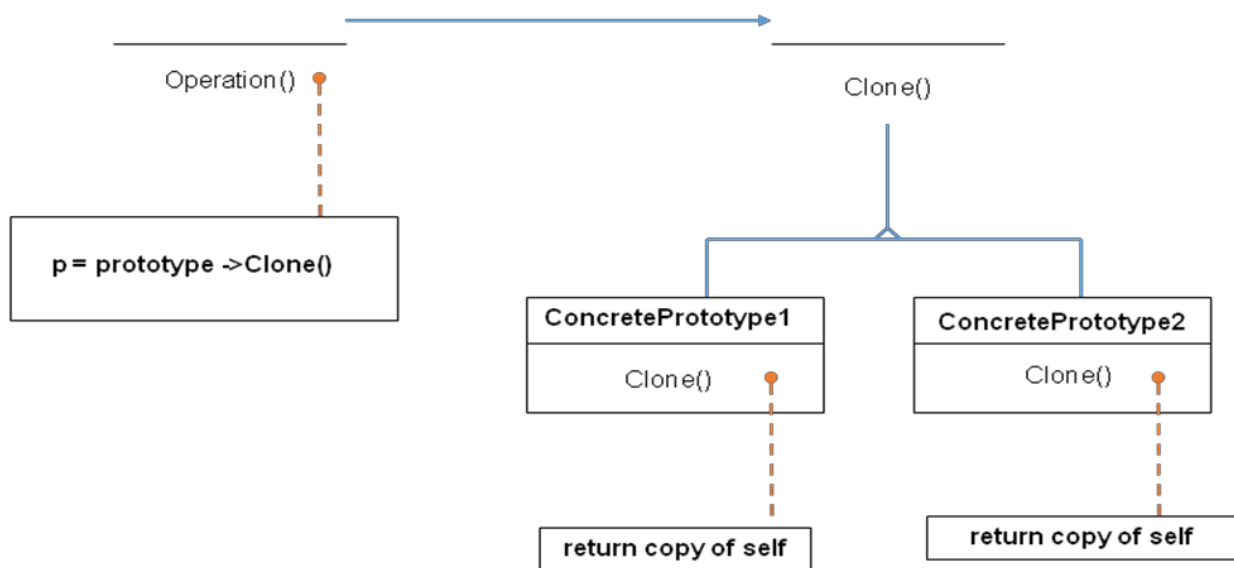 Operation()
Clone()
p = prototype ->Clone()
ConcretePrototype1
ConcretePrototype2
Clone()
Clone()
return copy of self
return copy of self